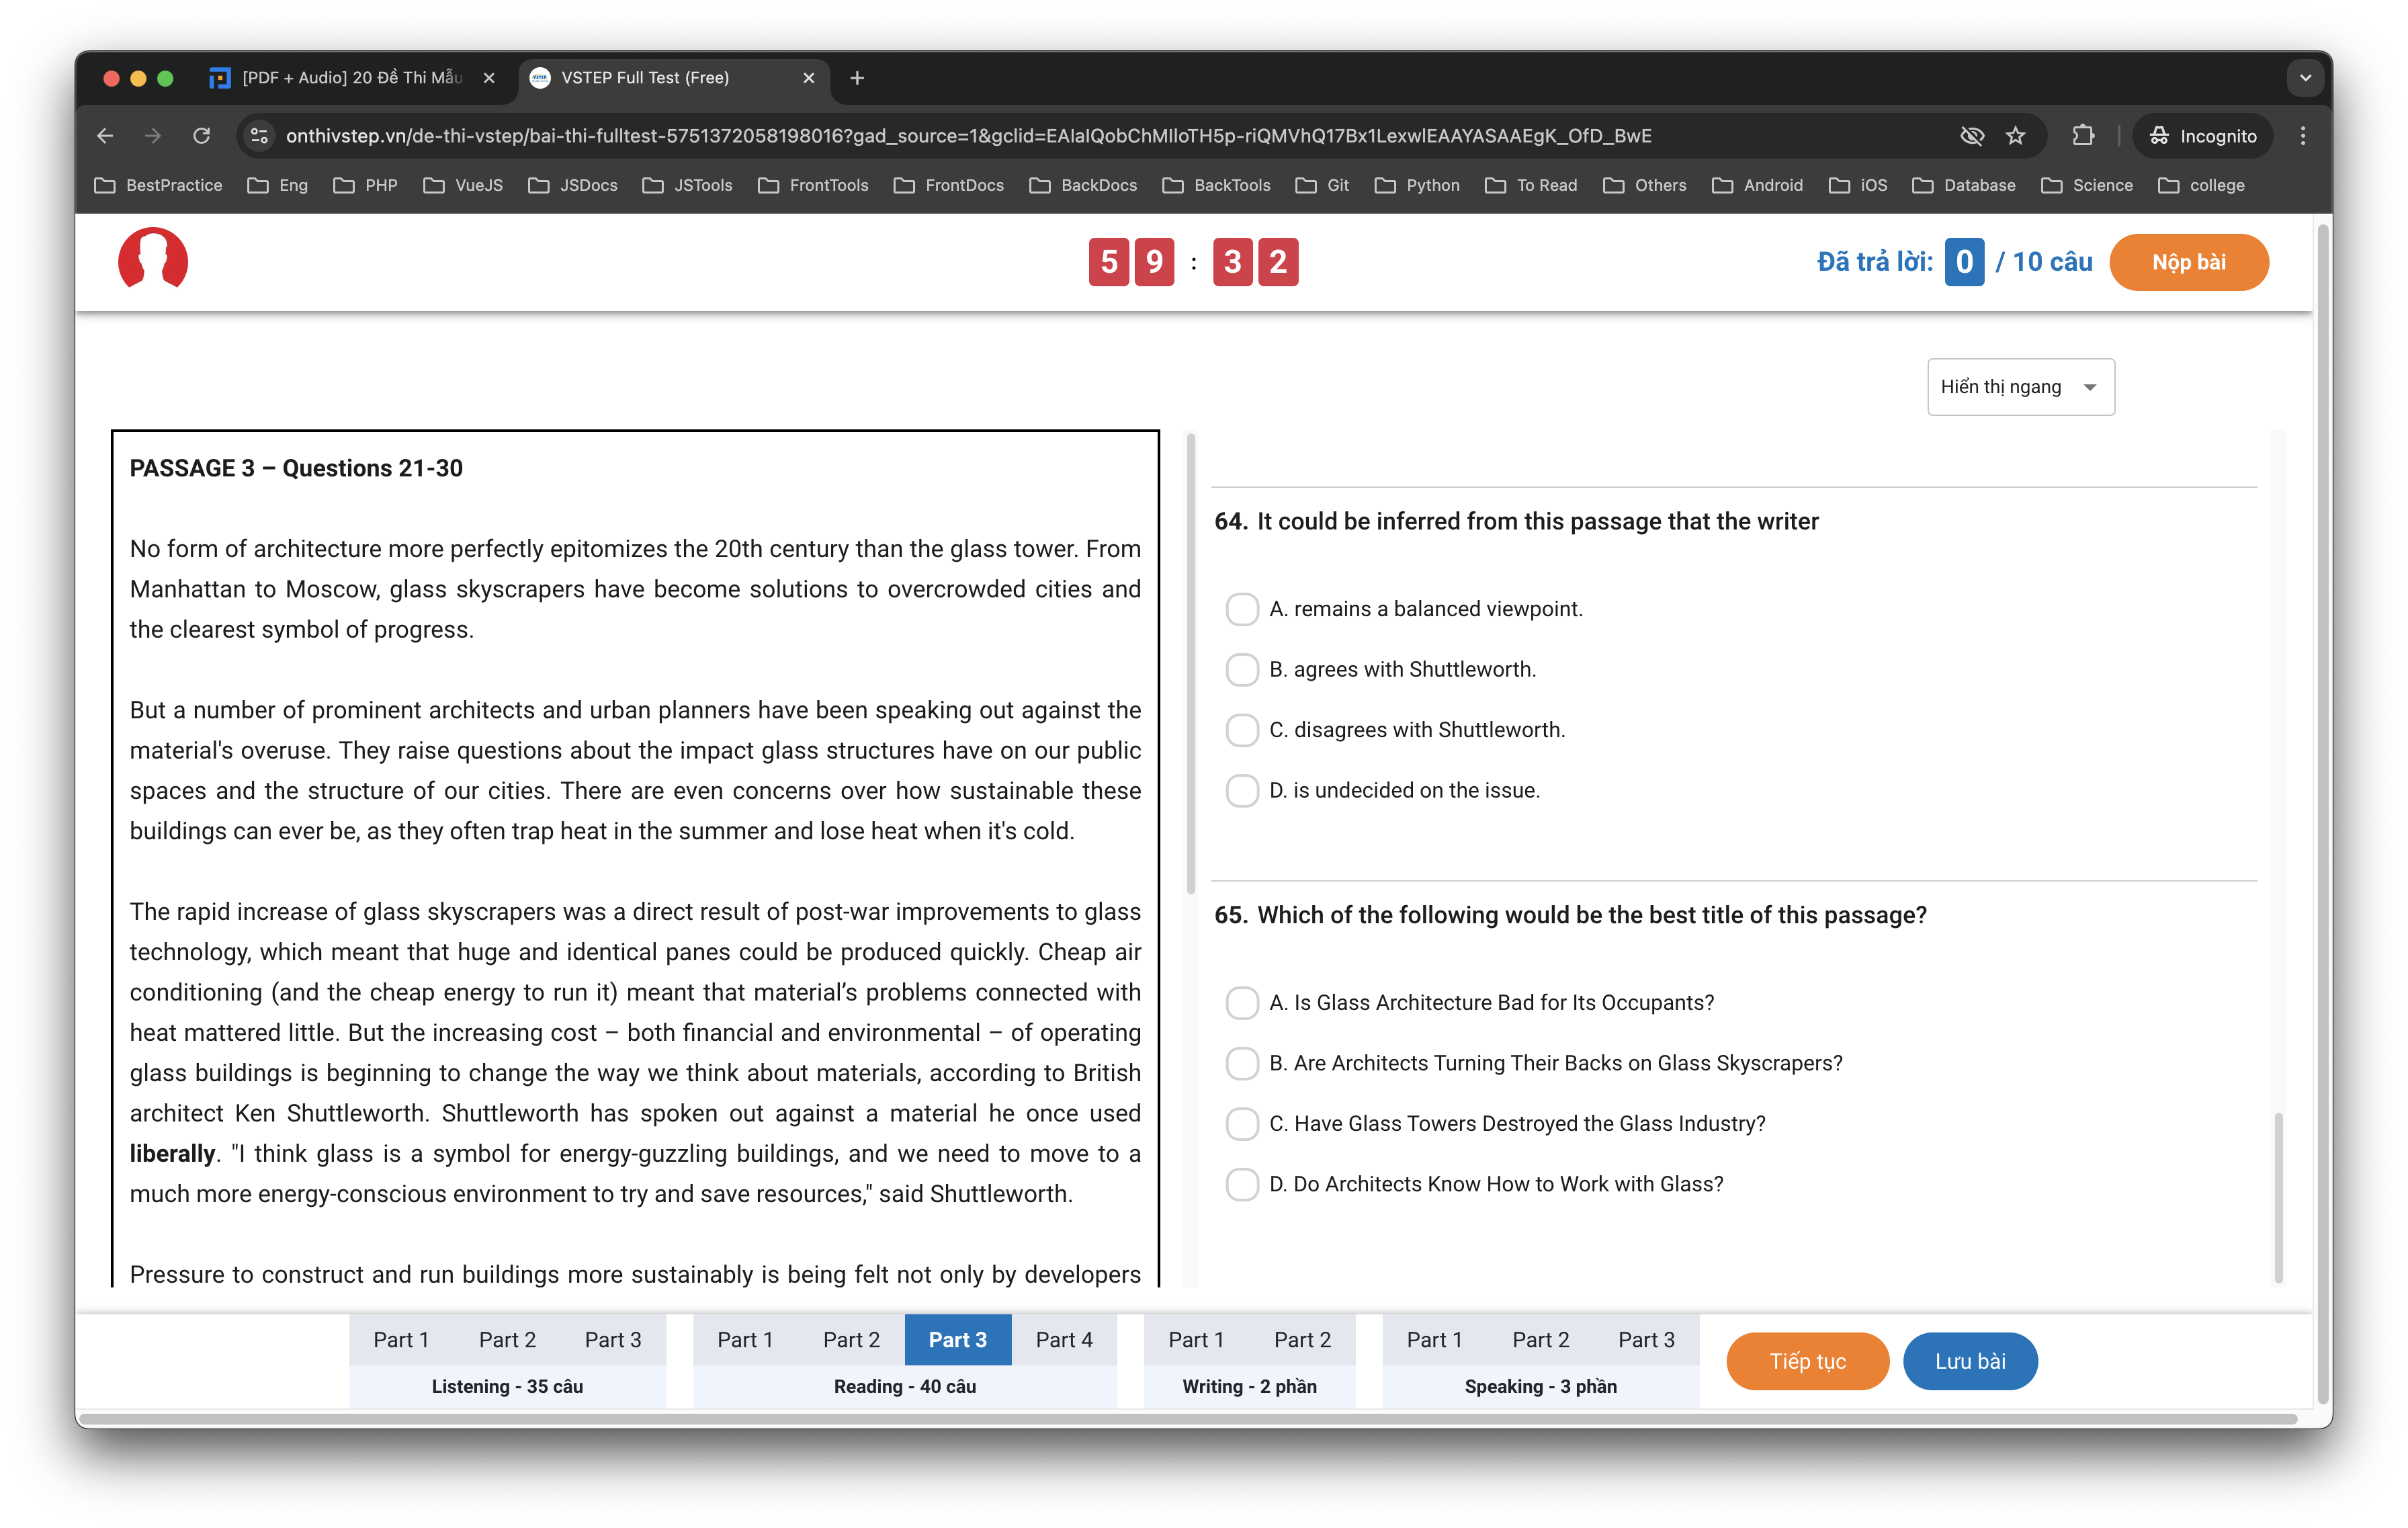 [PDF + Audio] 20 Đề Thi Mẫu
VSTEP Full Test (Free)
onthivstep.vn/de-thi-vstep/bai-thi-fulltest-5751372058198016?gad_source=1&gclid=EAIaIQobChMIloTH5p-riQMVhQ17Bx1LexwlEAAYASAAEgK_OfD_BwE
Incognito
BestPractice Eng PHP VueJS JSDocs JSTools FrontTools FrontDocs BackDocs BackTools Git Python To Read Others Android iOS Database Science college
59 : 32
Đã trả lời: 0 / 10 câu
Nộp bài
Hiển thị ngang
PASSAGE 3 – Questions 21-30
No form of architecture more perfectly epitomizes the 20th century than the glass tower. From
Manhattan to Moscow, glass skyscrapers have become solutions to overcrowded cities and
the clearest symbol of progress.
But a number of prominent architects and urban planners have been speaking out against the
material's overuse. They raise questions about the impact glass structures have on our public
spaces and the structure of our cities. There are even concerns over how sustainable these
buildings can ever be, as they often trap heat in the summer and lose heat when it's cold.
The rapid increase of glass skyscrapers was a direct result of post-war improvements to glass
technology, which meant that huge and identical panes could be produced quickly. Cheap air
conditioning (and the cheap energy to run it) meant that material’s problems connected with
heat mattered little. But the increasing cost – both financial and environmental – of operating
glass buildings is beginning to change the way we think about materials, according to British
architect Ken Shuttleworth. Shuttleworth has spoken out against a material he once used
liberally. "I think glass is a symbol for energy-guzzling buildings, and we need to move to a
much more energy-conscious environment to try and save resources," said Shuttleworth.
Pressure to construct and run buildings more sustainably is being felt not only by developers
64. It could be inferred from this passage that the writer
A. remains a balanced viewpoint.
B. agrees with Shuttleworth.
C. disagrees with Shuttleworth.
D. is undecided on the issue.
65. Which of the following would be the best title of this passage?
A. Is Glass Architecture Bad for Its Occupants?
B. Are Architects Turning Their Backs on Glass Skyscrapers?
C. Have Glass Towers Destroyed the Glass Industry?
D. Do Architects Know How to Work with Glass?
Part 1 Part 2 Part 3
Listening - 35 câu
Part 1 Part 2 Part 3 Part 4
Reading - 40 câu
Part 1 Part 2
Writing - 2 phần
Part 1 Part 2 Part 3
Speaking - 3 phần
Tiếp tục
Lưu bài